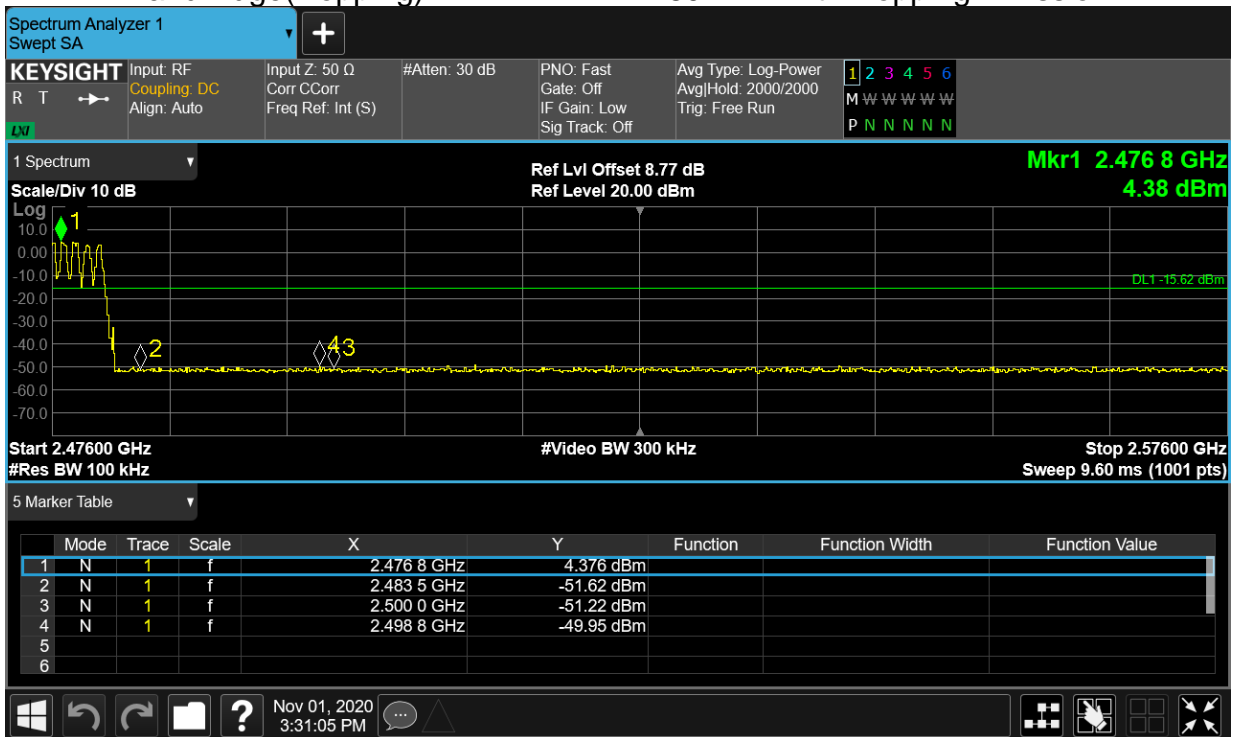 Spectrum Analyzer 1
Swept SA
+
KEYSIGHT
R T
LXI
Input: RF
Coupling: DC
Align: Auto
Input Z: 50 Ω
Corr CCorr
Freq Ref: Int (S)
#Atten: 30 dB
PNO: Fast
Gate: Off
IF Gain: Low
Sig Track: Off
Avg Type: Log-Power
Avg|Hold: 2000/2000
Trig: Free Run
1 2 3 4 5 6
M W W W W W
P N N N N N
1 Spectrum
Scale/Div 10 dB
Ref Lvl Offset 8.77 dB
Ref Level 20.00 dBm
Mkr1 2.476 8 GHz
4.38 dBm
Log
10.0
0.00
-10.0
-20.0
-30.0
-40.0
-50.0
-60.0
-70.0
1
2
43
DL1 -15.62 dBm
Start 2.47600 GHz
#Video BW 300 kHz
Stop 2.57600 GHz
#Res BW 100 kHz
Sweep 9.60 ms (1001 pts)
5 Marker Table
Mode Trace Scale X Y Function Function Width Function Value
1 N 1 f 2.476 8 GHz 4.376 dBm
2 N 1 f 2.483 5 GHz -51.62 dBm
3 N 1 f 2.500 0 GHz -51.22 dBm
4 N 1 f 2.498 8 GHz -49.95 dBm
5
6
?
Nov 01, 2020
3:31:05 PM